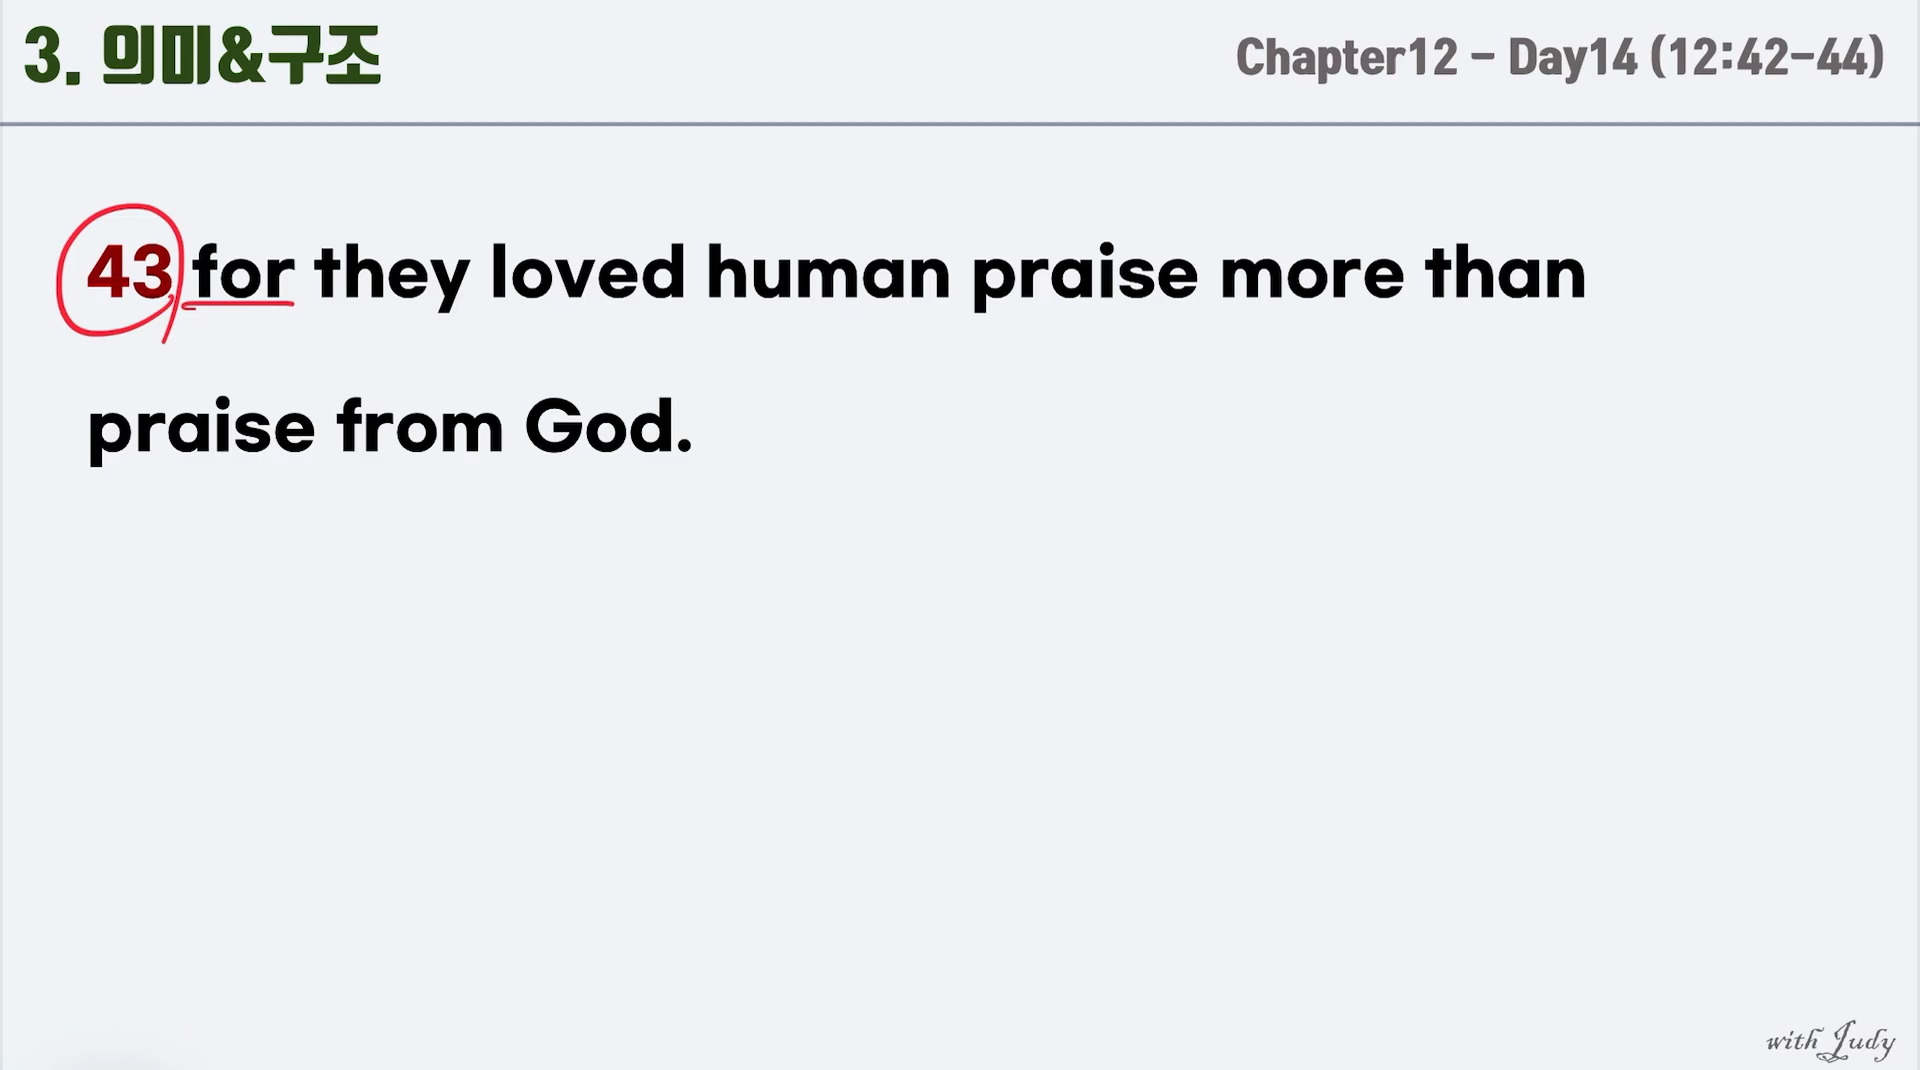 3. 의미&구조
Chapter12 - Day14 (12:42-44)
43 for they loved human praise more than
praise from God.
with Judy